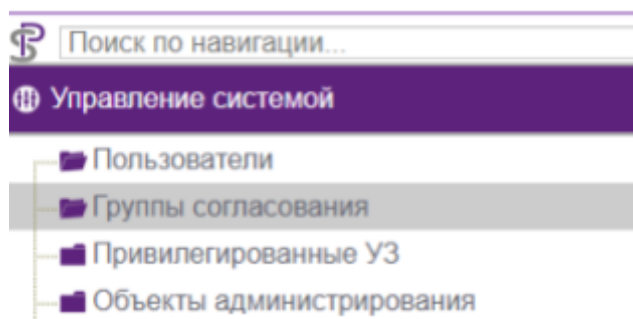 Поиск по навигации...
Управление системой
Пользователи
Группы согласования
Привилегированные УЗ
Объекты администрирования